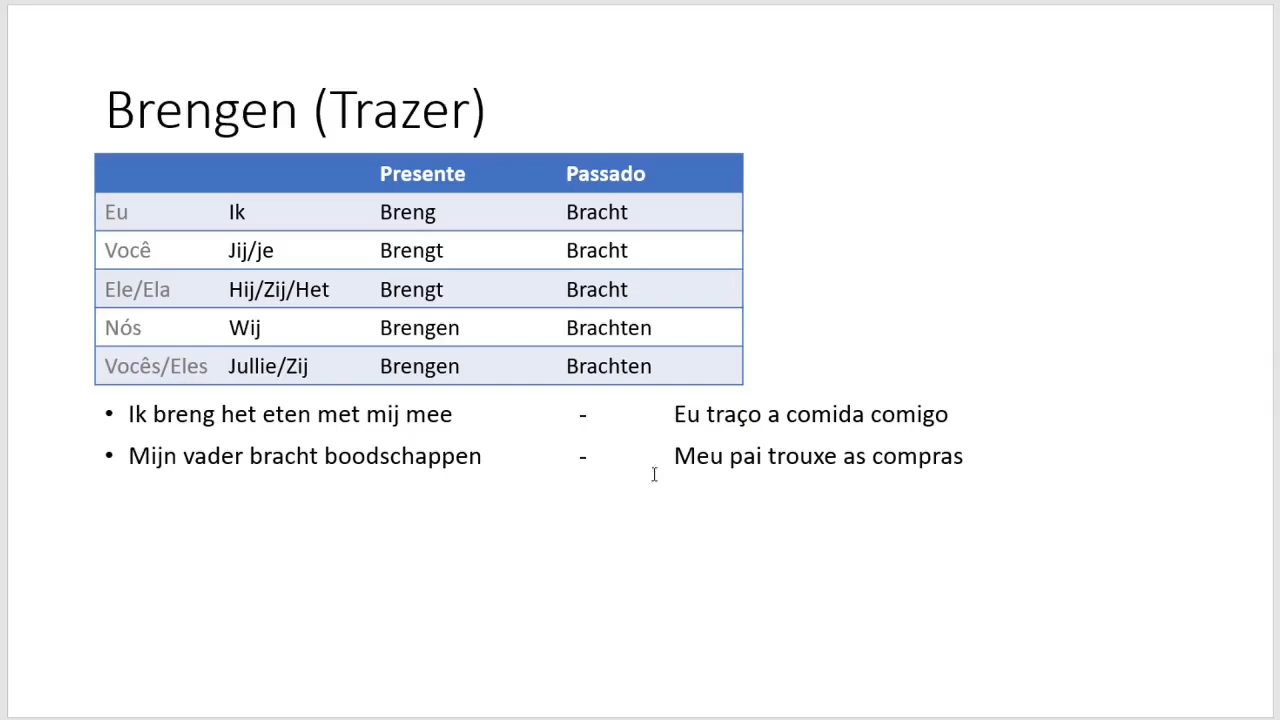 Brengen (Trazer)
Presente Passado
Eu Ik Breng Bracht
Você Jij/je Brengt Bracht
Ele/Ela Hij/Zij/Het Brengt Bracht
Nós Wij Brengen Brachten
Vocês/Eles Jullie/Zij Brengen Brachten
• Ik breng het eten met mij mee - Eu traço a comida comigo
• Mijn vader bracht boodschappen - Meu pai trouxe as compras